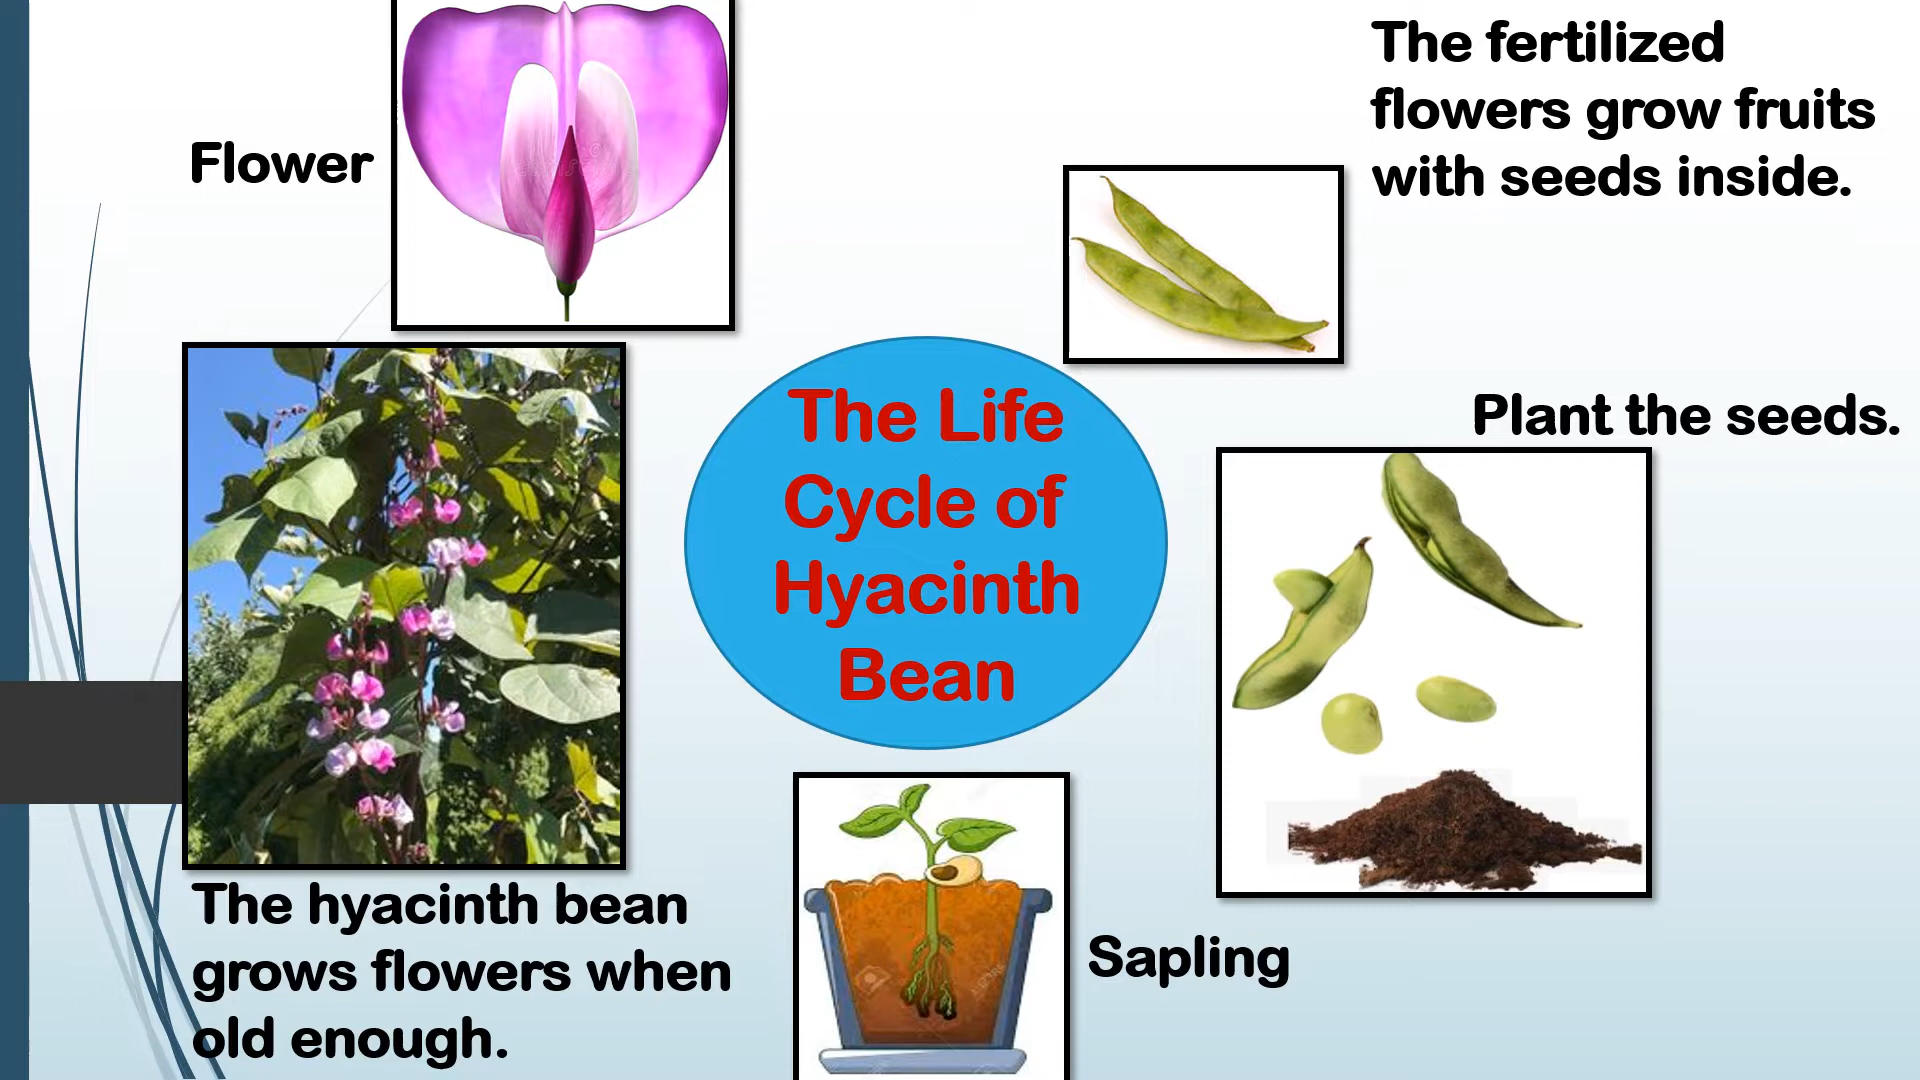 The fertilized
flowers grow fruits
with seeds inside.
Flower
Plant the seeds.
The Life
Cycle of
Hyacinth
Bean
The hyacinth bean
grows flowers when
old enough.
Sapling